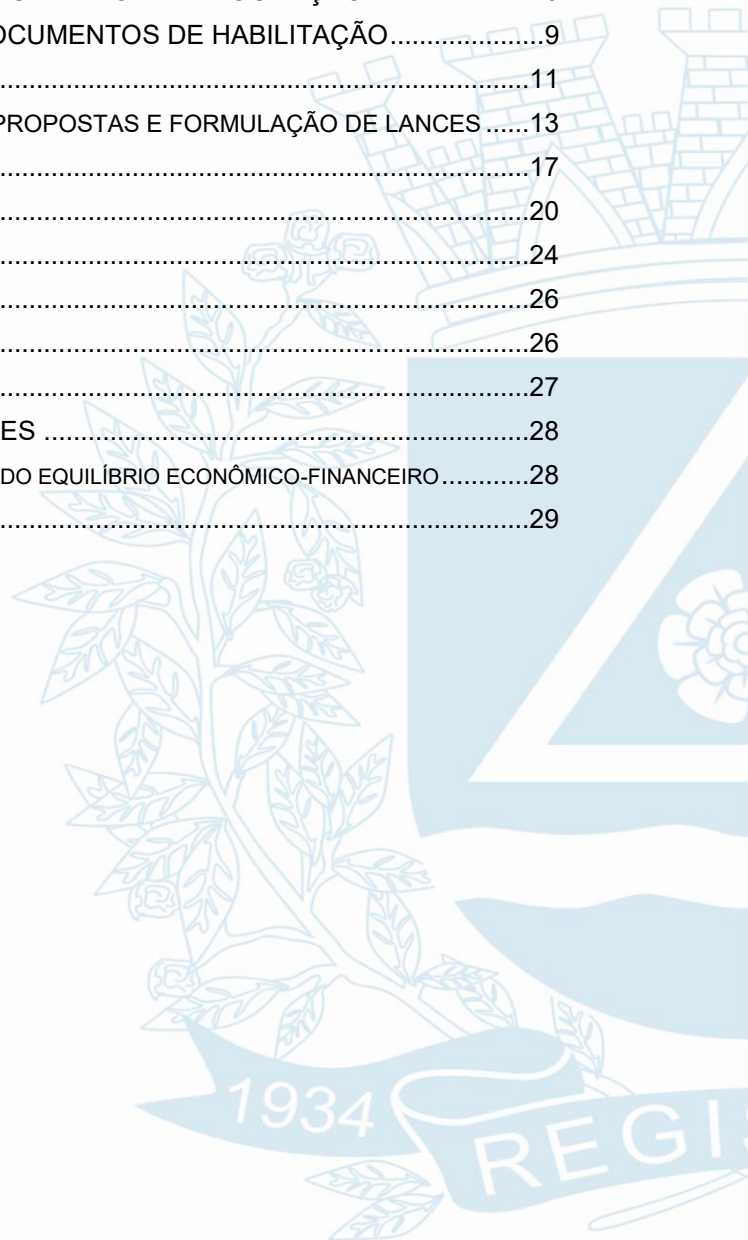 OCUMENTOS DE HABILITAÇÃO...................9
........................................................................11
PROPOSTAS E FORMULAÇÃO DE LANCES ......13
........................................................................17
........................................................................20
........................................................................24
........................................................................26
........................................................................26
........................................................................27
ES .................................................................28
DO EQUILÍBRIO ECONÔMICO-FINANCEIRO............28
........................................................................29
1934
REGIS